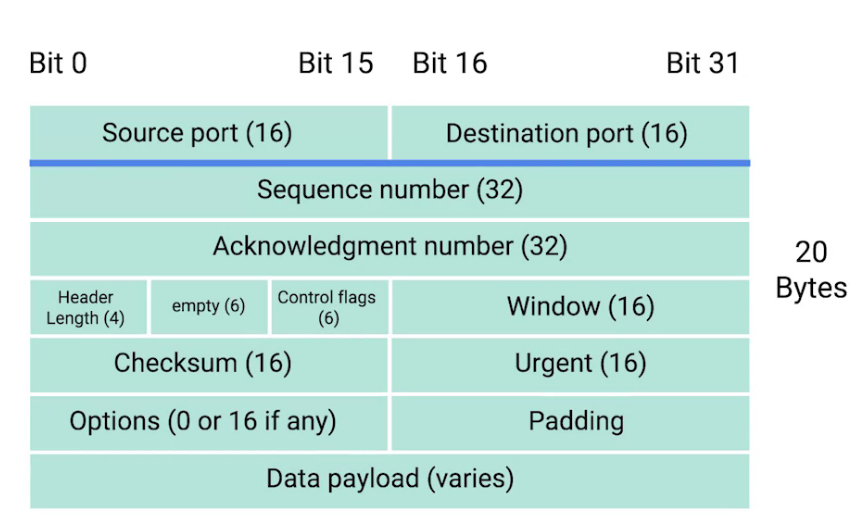 Bit 0 Bit 15 Bit 16 Bit 31
Source port (16) Destination port (16)
Sequence number (32)
Acknowledgment number (32)
20
Bytes
Header
Length (4)
empty (6)
Control flags
(6)
Window (16)
Checksum (16) Urgent (16)
Options (0 or 16 if any) Padding
Data payload (varies)